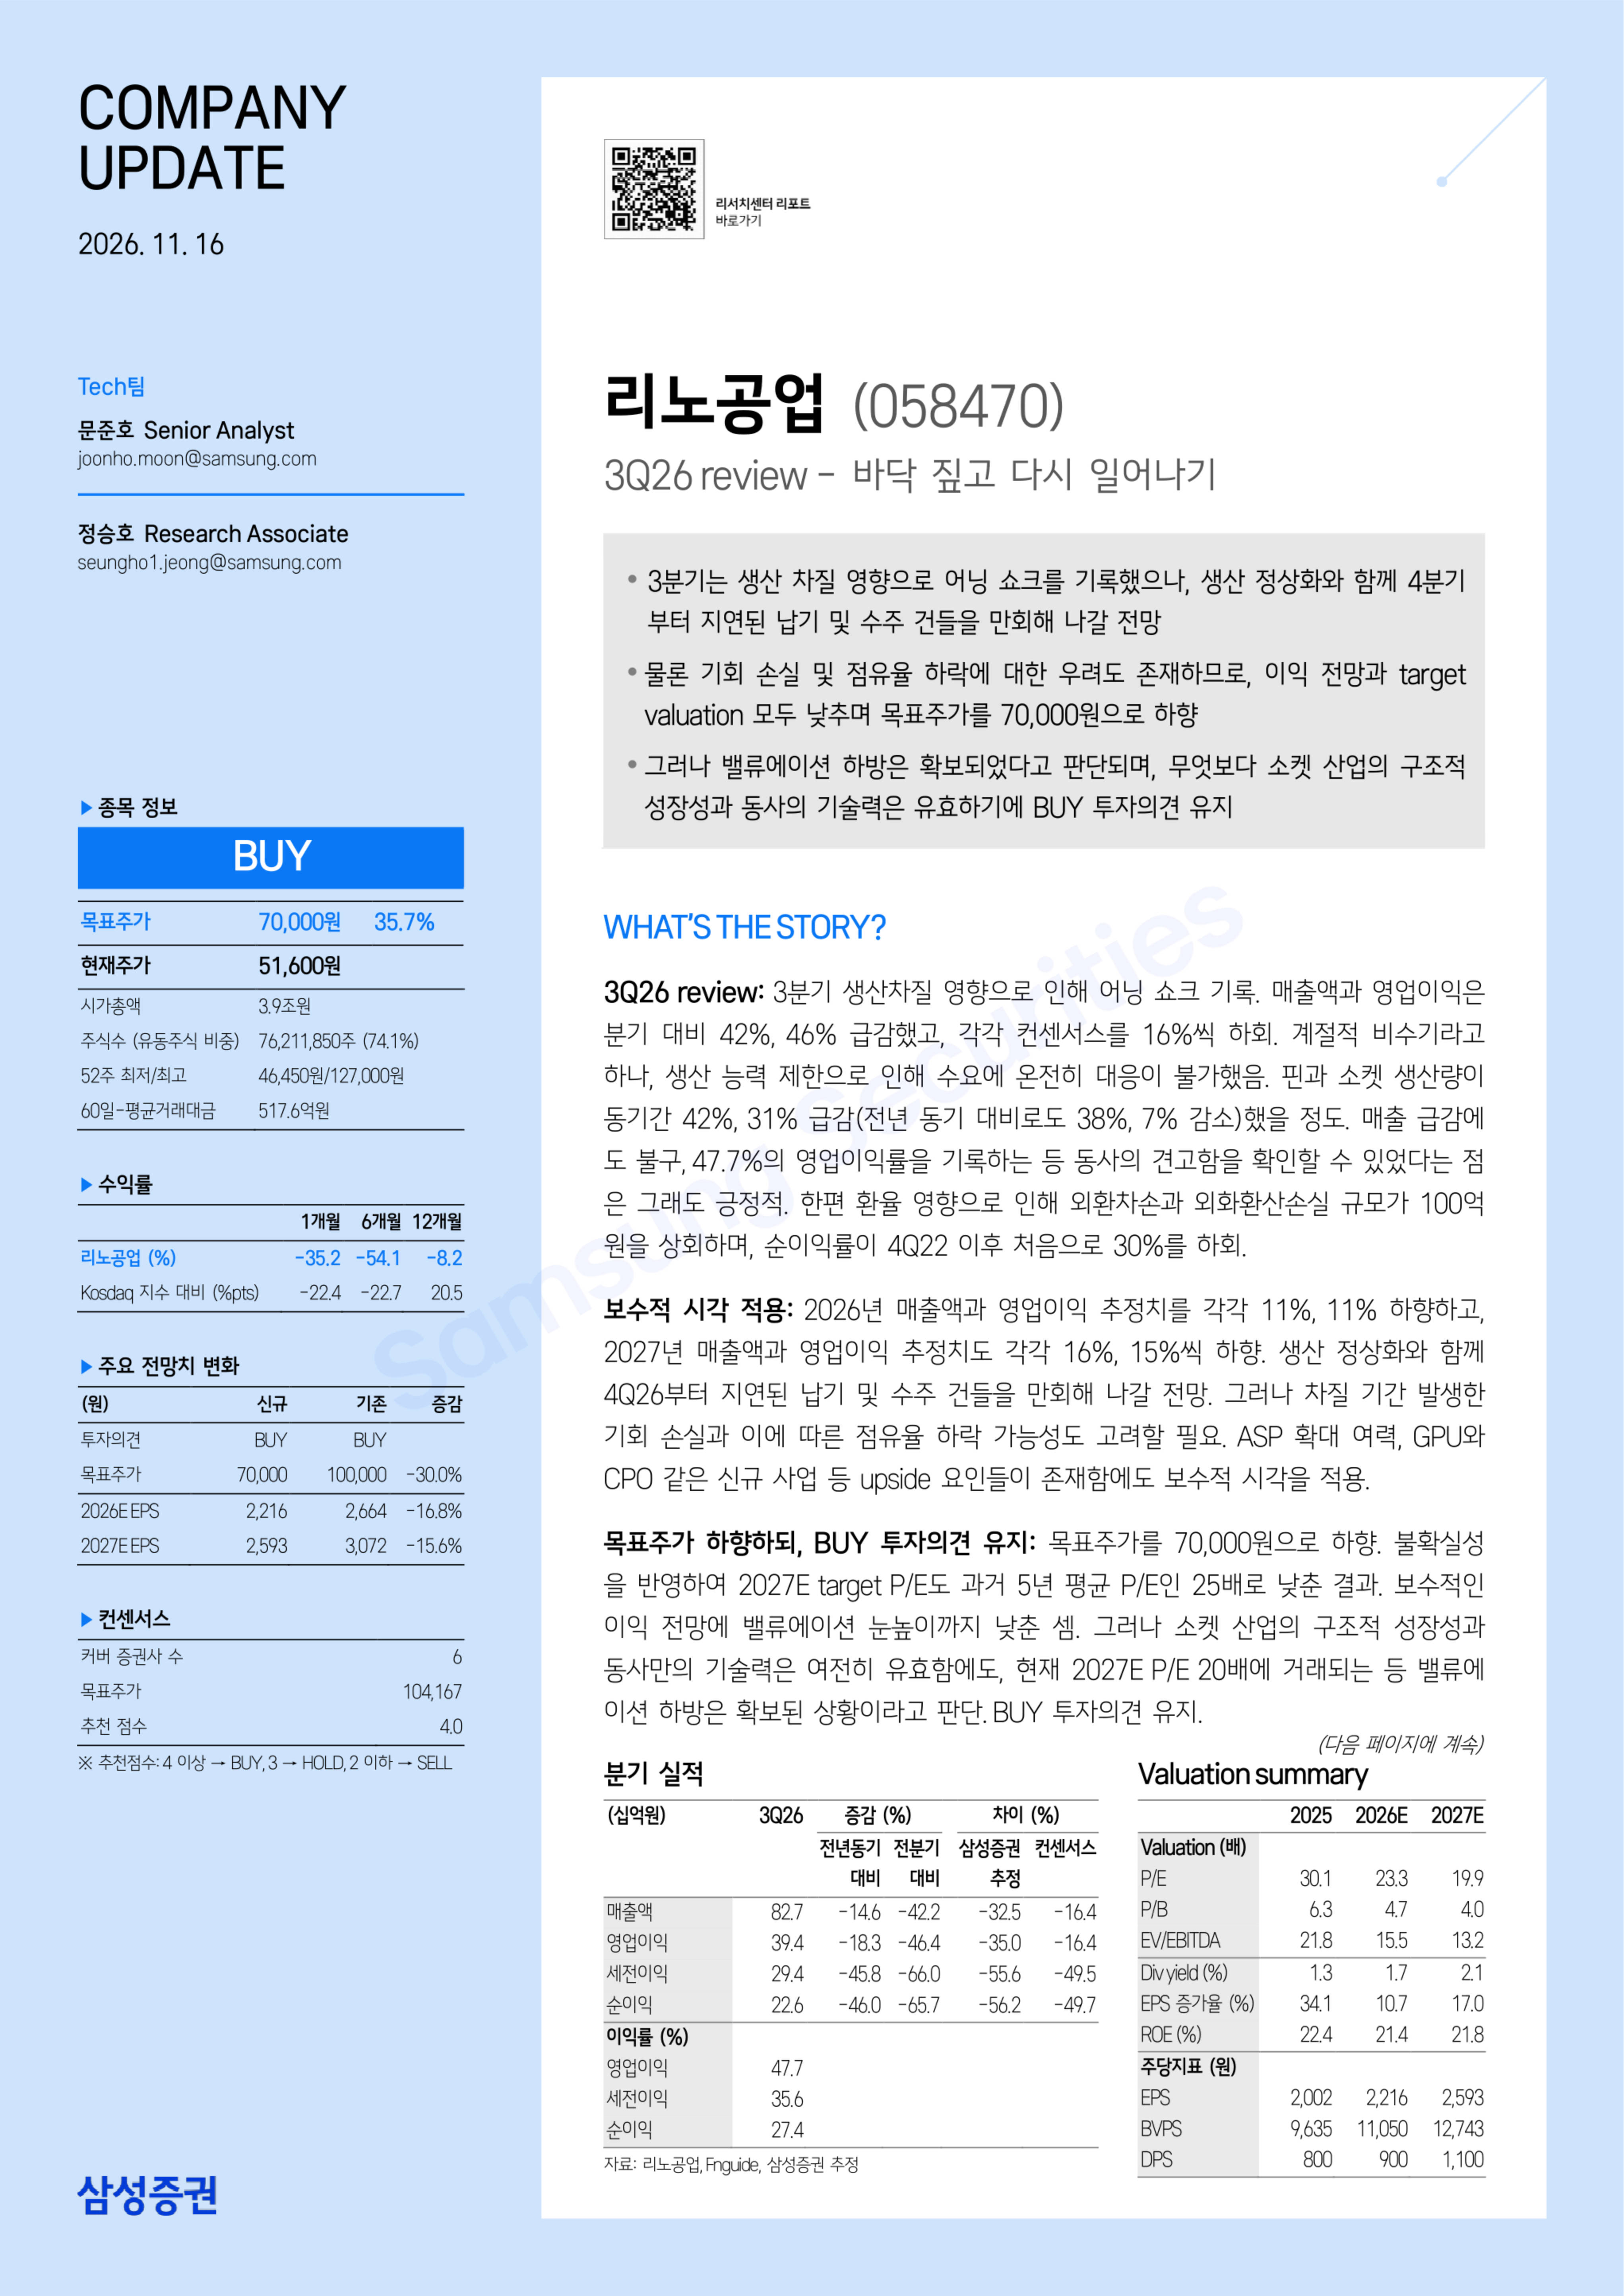 COMPANY
UPDATE
2026. 11. 16
Tech팀
문준호 Senior Analyst
joonho.moon@samsung.com
정승호 Research Associate
seungho1.jeong@samsung.com
▶ 종목 정보
BUY
목표주가 70,000원 35.7%
현재주가 51,600원
시가총액 3.9조원
주식수 (유동주식 비중) 76,211,850주 (74.1%)
52주 최저/최고 46,450원/127,000원
60일-평균거래대금 517.6억원
▶ 수익률
1개월 6개월 12개월
리노공업 (%) -35.2 -54.1 -8.2
Kosdaq 지수 대비 (%pts) -22.4 -22.7 20.5
▶ 주요 전망치 변화
(원) 신규 기존 증감
투자의견 BUY BUY
목표주가 70,000 100,000 -30.0%
2026E EPS 2,216 2,664 -16.8%
2027E EPS 2,593 3,072 -15.6%
▶ 컨센서스
커버 증권사 수 6
목표주가 104,167
추천 점수 4.0
※ 추천점수: 4 이상 → BUY, 3 → HOLD, 2 이하 → SELL
삼성증권
리서치센터 리포트
바로가기
리노공업 (058470)
3Q26 review – 바닥 짚고 다시 일어나기
• 3분기는 생산 차질 영향으로 어닝 쇼크를 기록했으나, 생산 정상화와 함께 4분기
부터 지연된 납기 및 수주 건들을 만회해 나갈 전망
• 물론 기회 손실 및 점유율 하락에 대한 우려도 존재하므로, 이익 전망과 target
valuation 모두 낮추며 목표주가를 70,000원으로 하향
• 그러나 밸류에이션 하방은 확보되었다고 판단되며, 무엇보다 소켓 산업의 구조적
성장성과 동사의 기술력은 유효하기에 BUY 투자의견 유지
WHAT'S THE STORY?
3Q26 review: 3분기 생산차질 영향으로 인해 어닝 쇼크 기록. 매출액과 영업이익은
분기 대비 42%, 46% 급감했고, 각각 컨센서스를 16%씩 하회. 계절적 비수기라고
하나, 생산 능력 제한으로 인해 수요에 온전히 대응이 불가했음. 핀과 소켓 생산량이
동기간 42%, 31% 급감(전년 동기 대비로도 38%, 7% 감소)했을 정도. 매출 급감에
도 불구, 47.7%의 영업이익률을 기록하는 등 동사의 견고함을 확인할 수 있었다는 점
은 그래도 긍정적. 한편 환율 영향으로 인해 외환차손과 외화환산손실 규모가 100억
원을 상회하며, 순이익률이 4Q22 이후 처음으로 30%를 하회.
보수적 시각 적용: 2026년 매출액과 영업이익 추정치를 각각 11%, 11% 하향하고,
2027년 매출액과 영업이익 추정치도 각각 16%, 15%씩 하향. 생산 정상화와 함께
4Q26부터 지연된 납기 및 수주 건들을 만회해 나갈 전망. 그러나 차질 기간 발생한
기회 손실과 이에 따른 점유율 하락 가능성도 고려할 필요. ASP 확대 여력, GPU와
CPO 같은 신규 사업 등 upside 요인들이 존재함에도 보수적 시각을 적용.
목표주가 하향하되, BUY 투자의견 유지: 목표주가를 70,000원으로 하향. 불확실성
을 반영하여 2027E target P/E도 과거 5년 평균 P/E인 25배로 낮춘 결과. 보수적인
이익 전망에 밸류에이션 눈높이까지 낮춘 셈. 그러나 소켓 산업의 구조적 성장성과
동사만의 기술력은 여전히 유효함에도, 현재 2027E P/E 20배에 거래되는 등 밸류에
이션 하방은 확보된 상황이라고 판단. BUY 투자의견 유지.
(다음 페이지에 계속)
분기 실적
(십억원) 3Q26 증감 (%) 차이 (%)
전년동기 전분기 삼성증권 컨센서스
대비 대비 추정
매출액 82.7 -14.6 -42.2 -32.5 -16.4
영업이익 39.4 -18.3 -46.4 -35.0 -16.4
세전이익 29.4 -45.8 -66.0 -55.6 -49.5
순이익 22.6 -46.0 -65.7 -56.2 -49.7
이익률 (%)
영업이익 47.7
세전이익 35.6
순이익 27.4
자료: 리노공업, Fnguide, 삼성증권 추정
Valuation summary
2025 2026E 2027E
Valuation (배)
P/E 30.1 23.3 19.9
P/B 6.3 4.7 4.0
EV/EBITDA 21.8 15.5 13.2
Div yield (%) 1.3 1.7 2.1
EPS 증가율 (%) 34.1 10.7 17.0
ROE (%) 22.4 21.4 21.8
주당지표 (원)
EPS 2,002 2,216 2,593
BVPS 9,635 11,050 12,743
DPS 800 900 1,100
Samsung Securities